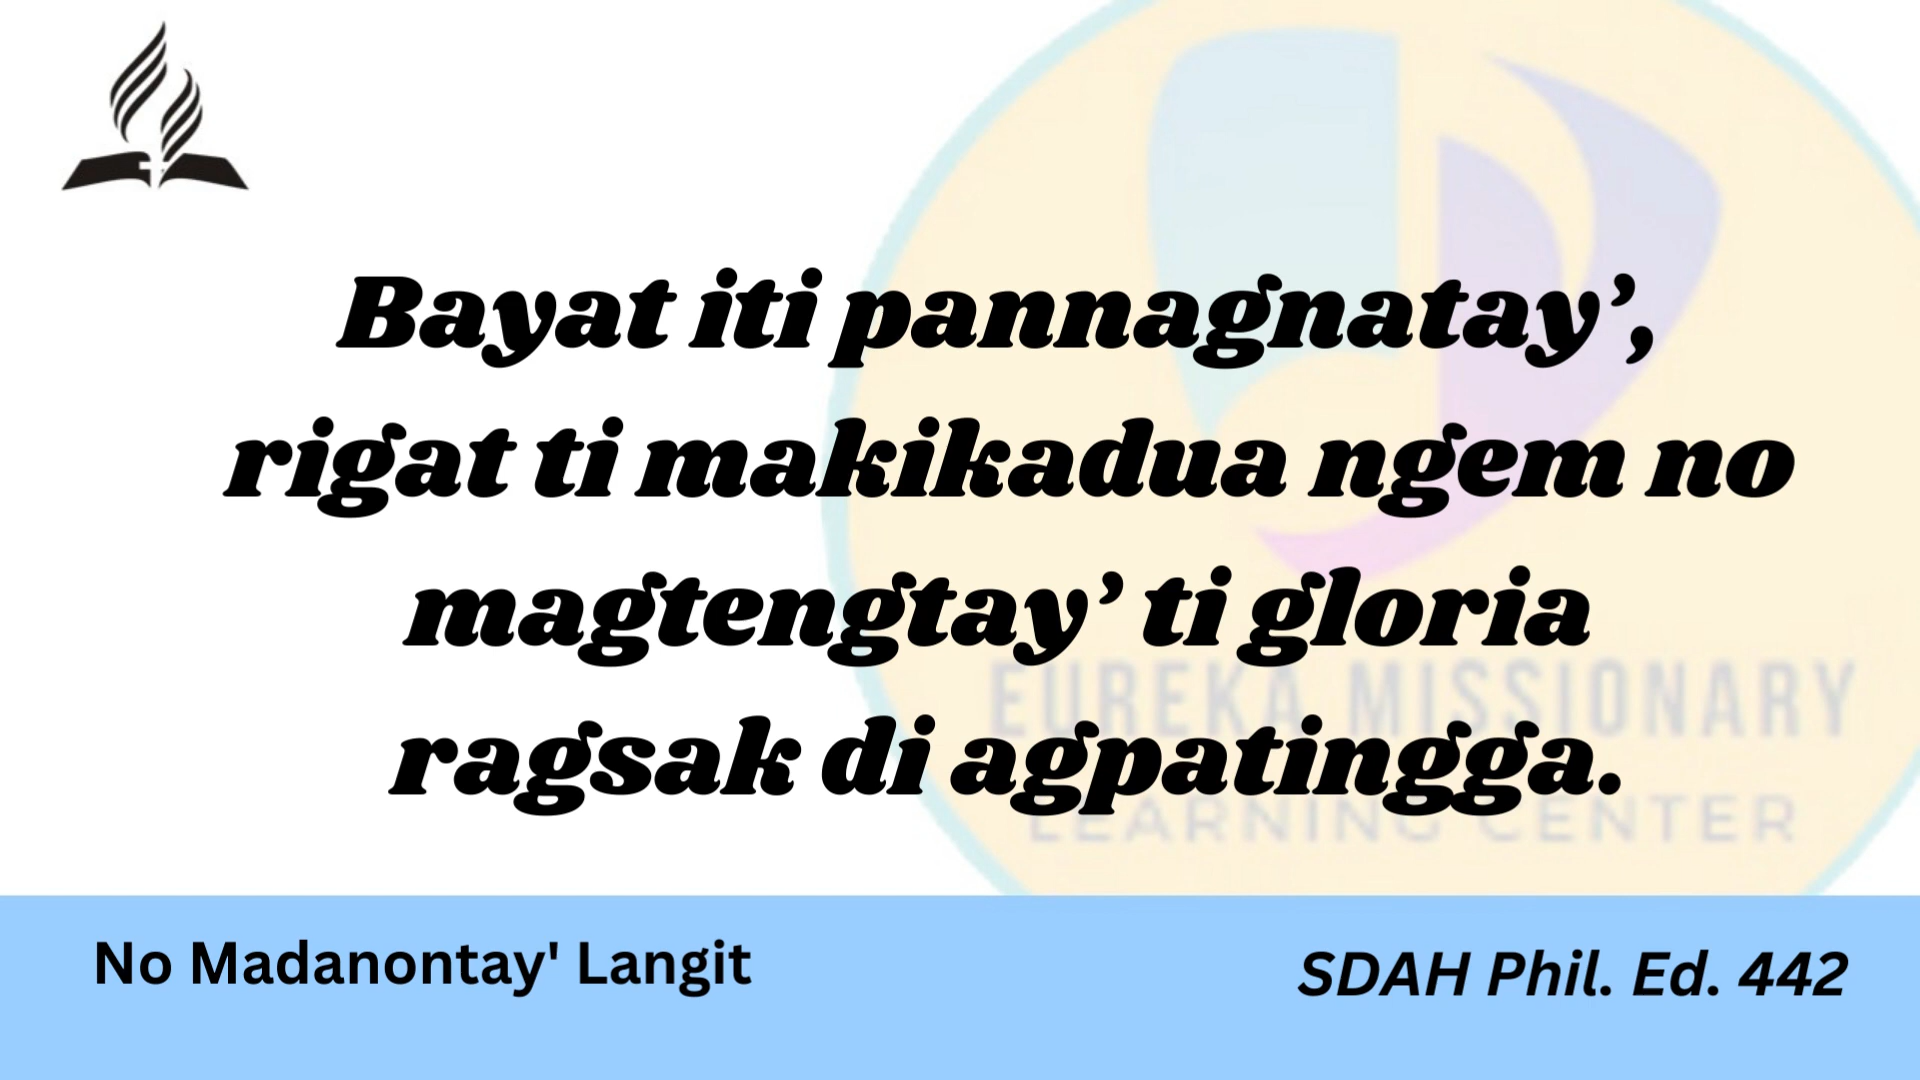 Bayat iti pannagnatay’,
rigat ti makikadua ngem no
magtengtay’ ti gloria
ragsak di agpatingga.
EUREKA MISSIONARY
LEARNING CENTER
No Madanontay' Langit
SDAH Phil. Ed. 442